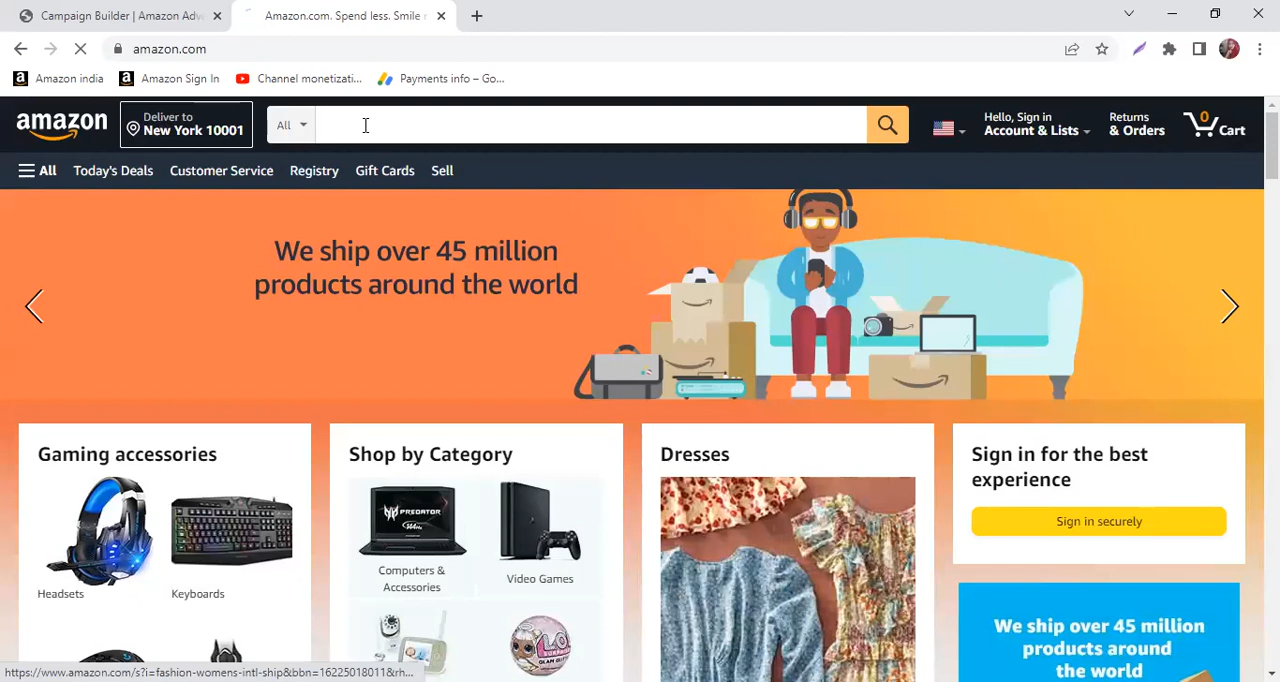 Campaign Builder | Amazon Adv
Amazon.com. Spend less. Smile
amazon.com
Amazon india
Amazon Sign In
Channel monetizati...
Payments info – Go...
amazon
Deliver to
New York 10001
All
Hello, Sign in
Account & Lists
Returns
& Orders
0
Cart
All
Today's Deals
Customer Service
Registry
Gift Cards
Sell
We ship over 45 million
products around the world
Gaming accessories
Headsets
Keyboards
Shop by Category
PREDATOR
Computers &
Accessories
Video Games
L.O.L.
SURPRISE
Dresses
Sign in for the best
experience
Sign in securely
We ship over 45 million
products around
the world
https://www.amazon.com/s?i=fashion-womens-intl-ship&bbn=16225018011&rh...